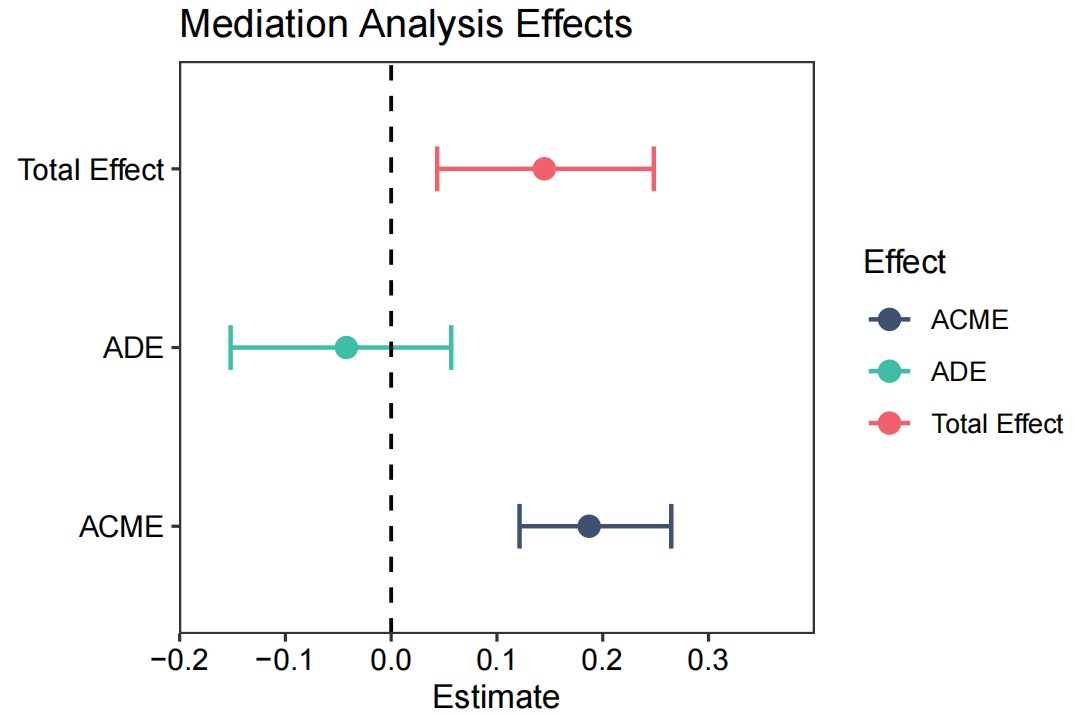 Mediation Analysis Effects
Total Effect
ADE
ACME
−0.2 −0.1 0.0 0.1 0.2 0.3
Estimate
Effect
ACME
ADE
Total Effect